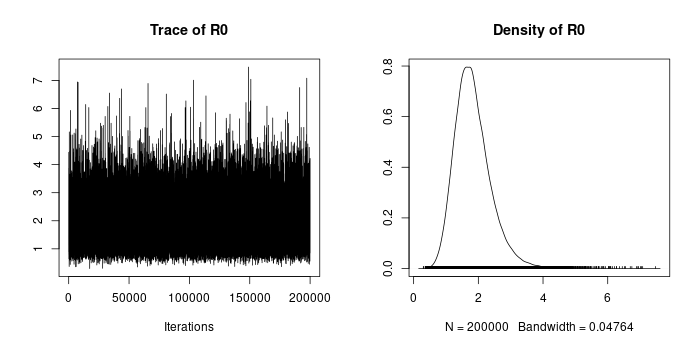 Trace of R0
7
6
5
4
3
2
1
0 50000 100000 150000 200000
Iterations
Density of R0
0.8
0.6
0.4
0.2
0.0
0 2 4 6
N = 200000 Bandwidth = 0.04764